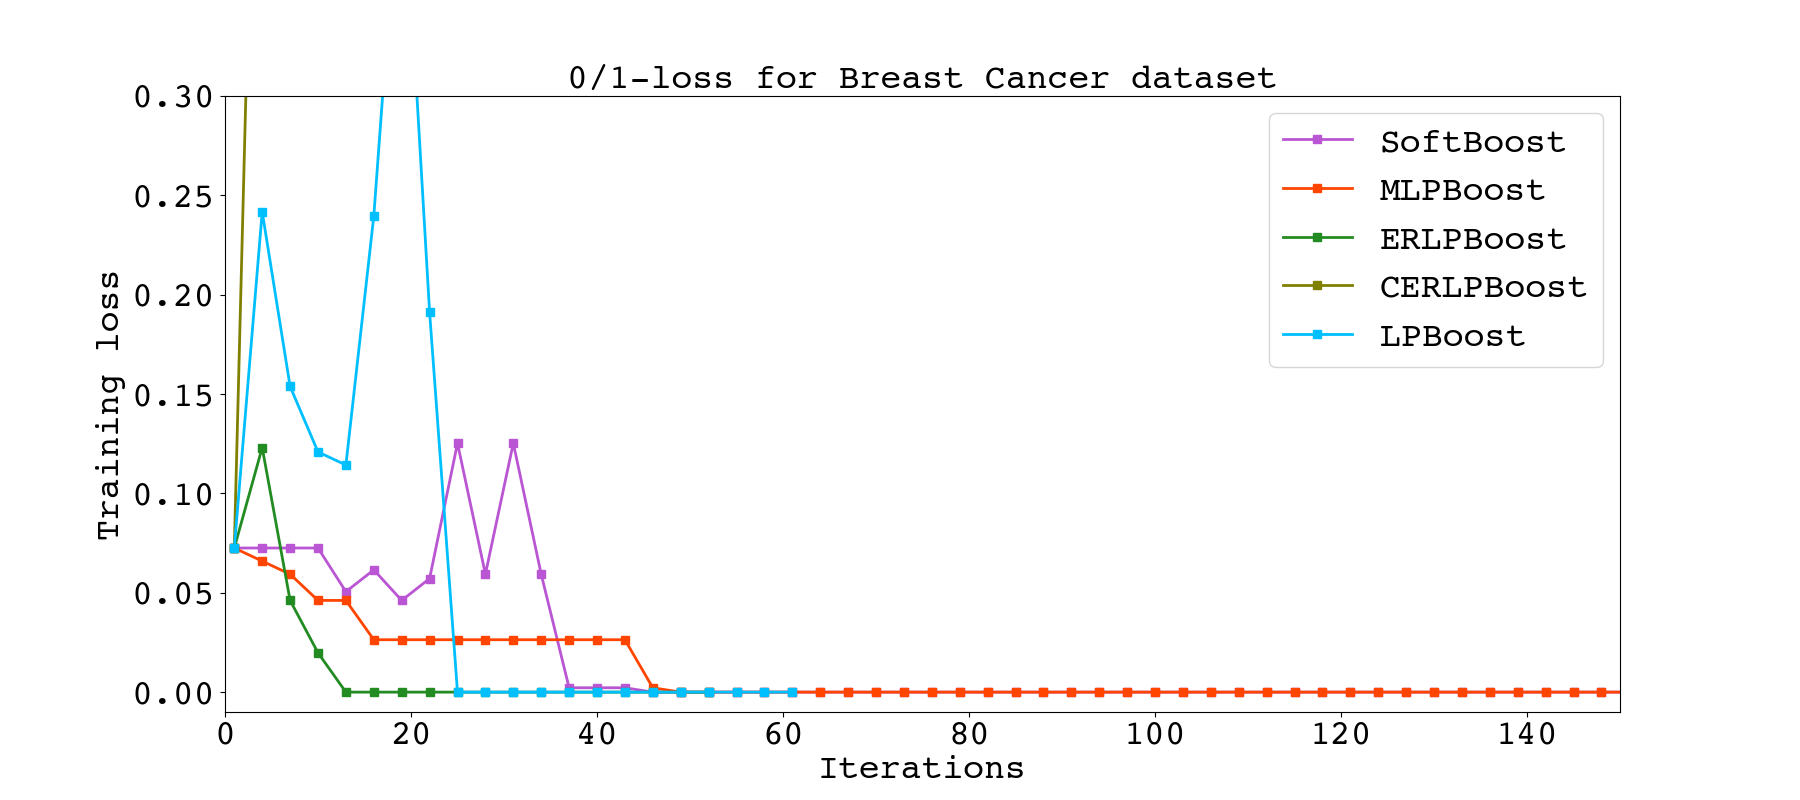 0/1-loss for Breast Cancer dataset
Training loss
0.30
0.25
0.20
0.15
0.10
0.05
0.00
0 20 40 60 80 100 120 140
Iterations
SoftBoost
MLPBoost
ERLPBoost
CERLPBoost
LPBoost